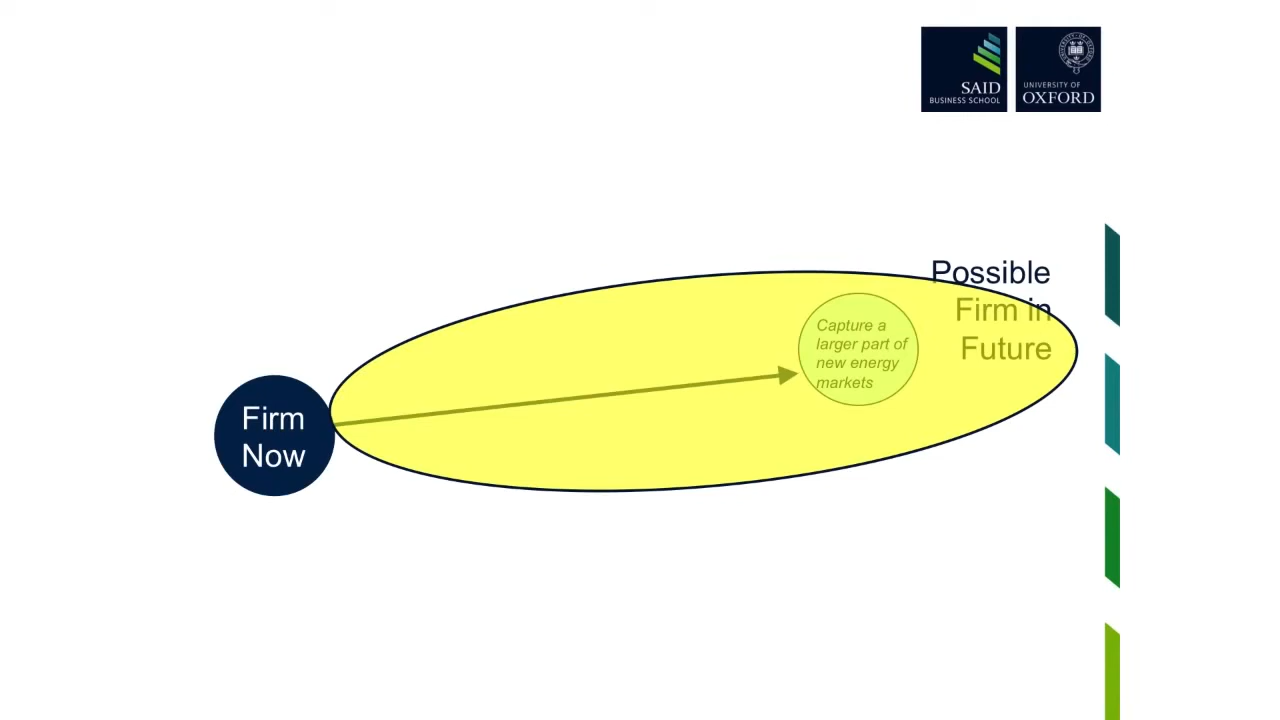 SAID
BUSINESS SCHOOL
UNIVERSITY OF
OXFORD
Possible
Firm in
Future
Capture a
larger part of
new energy
markets
Firm
Now